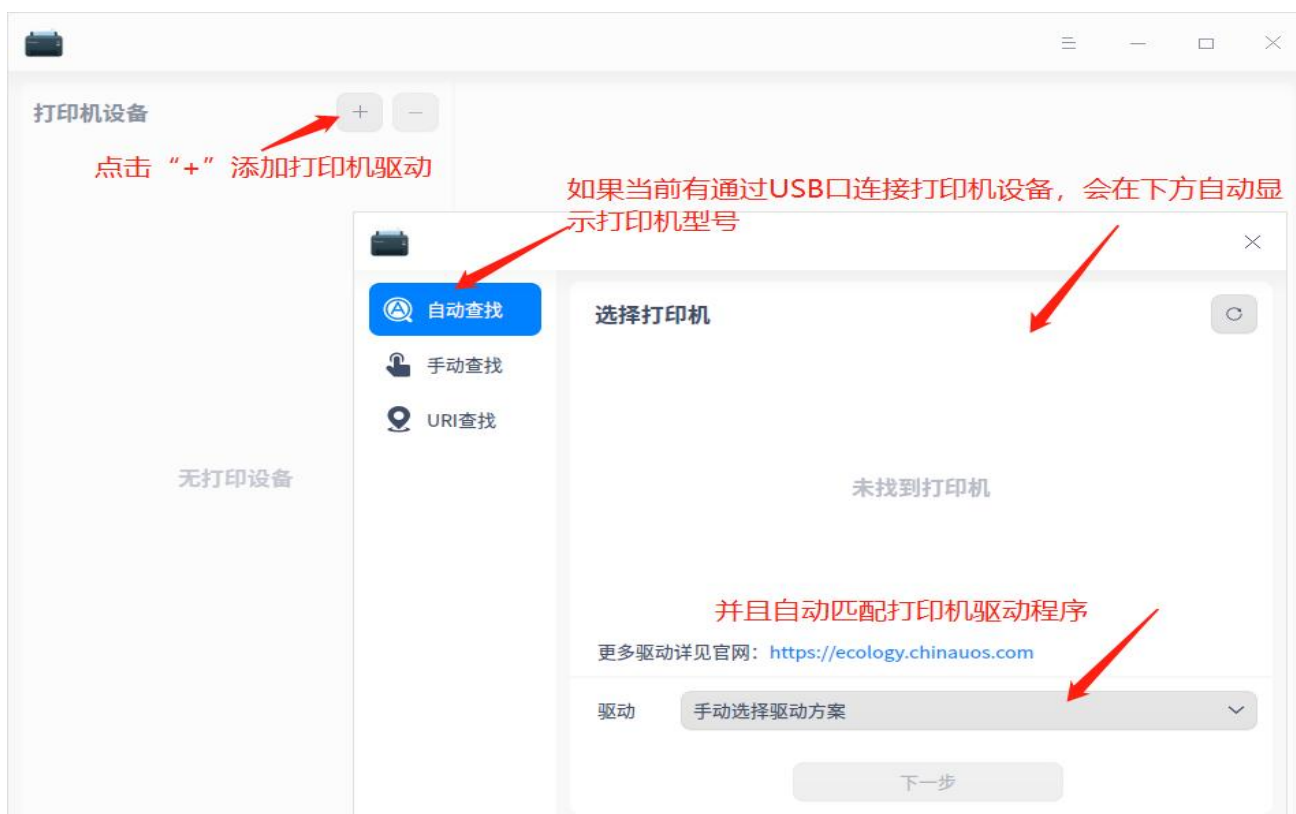 打印机设备
点击“+”添加打印机驱动
如果当前有通过USB口连接打印机设备，会在下方自动显
示打印机型号
自动查找
选择打印机
手动查找
URI查找
无打印设备
未找到打印机
并且自动匹配打印机驱动程序
更多驱动详见官网：https://ecology.chinauos.com
驱动
手动选择驱动方案
下一步